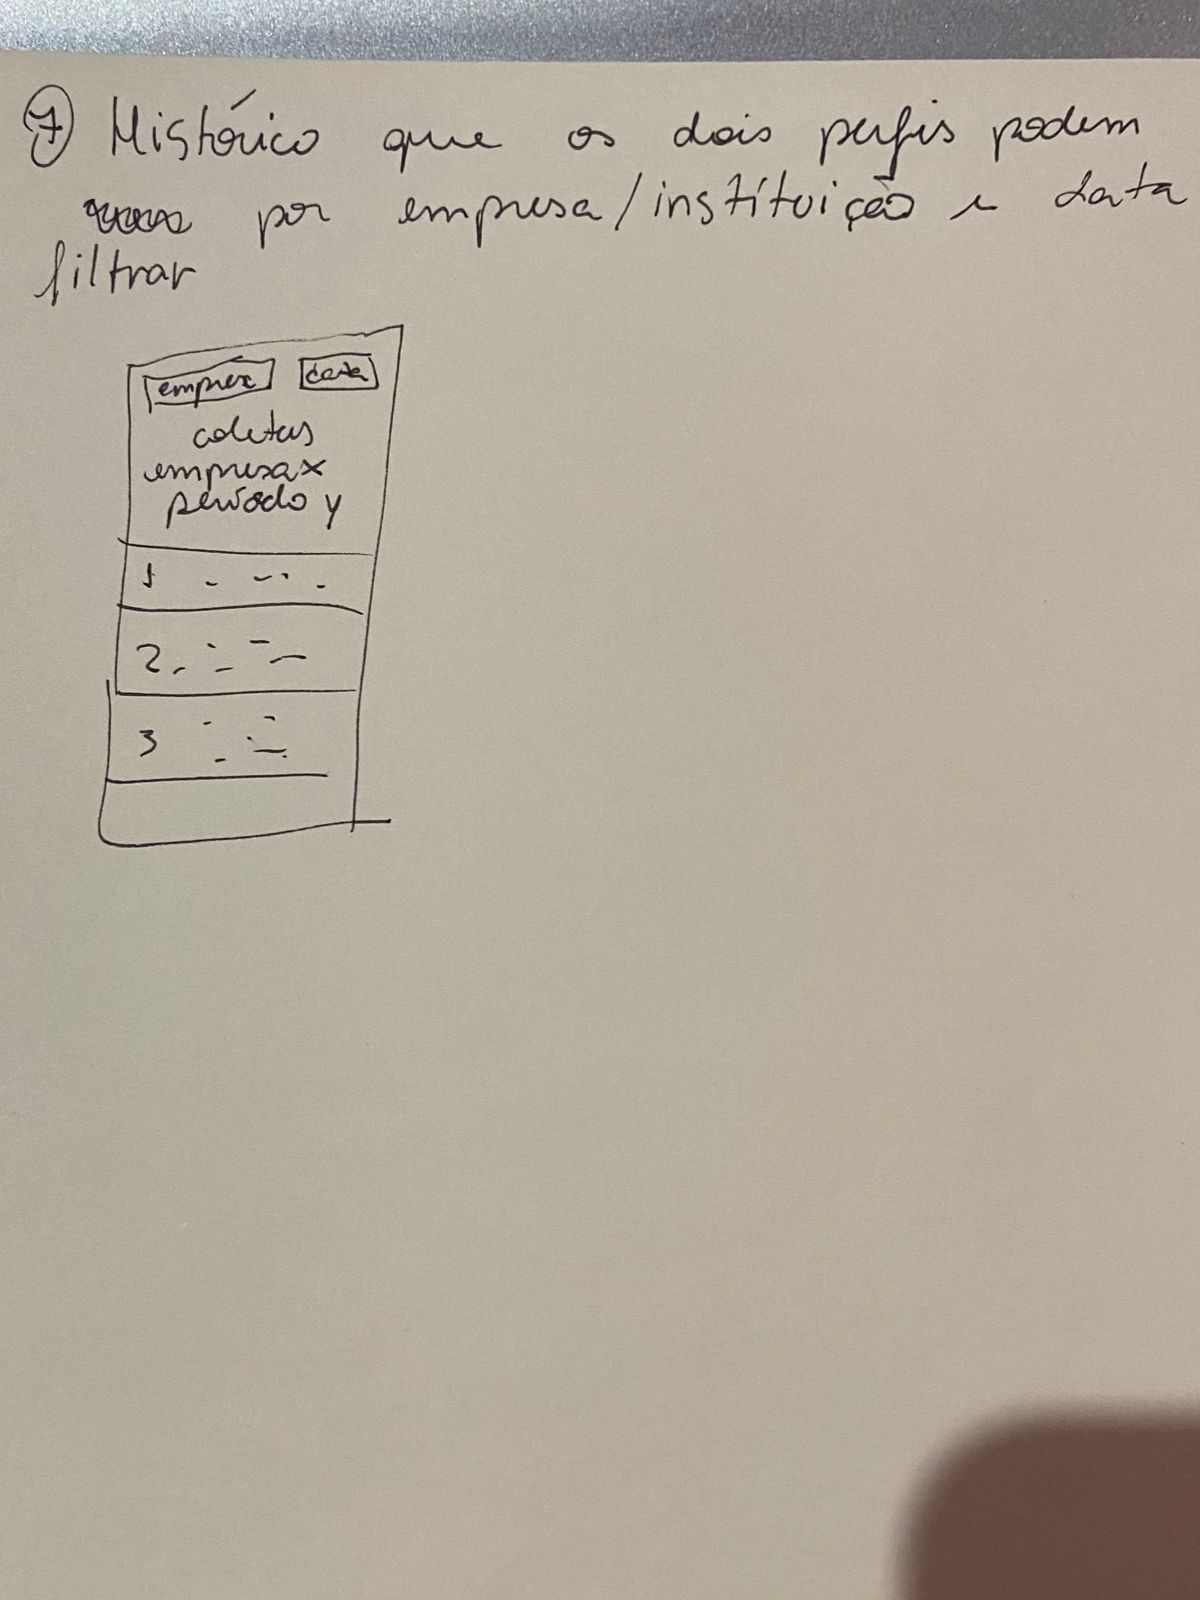 7 Histórico que os dois perfis podem
por empresa/instituição e data
filtrar
empresa data
coletas
empresa x
período y
1
2
3